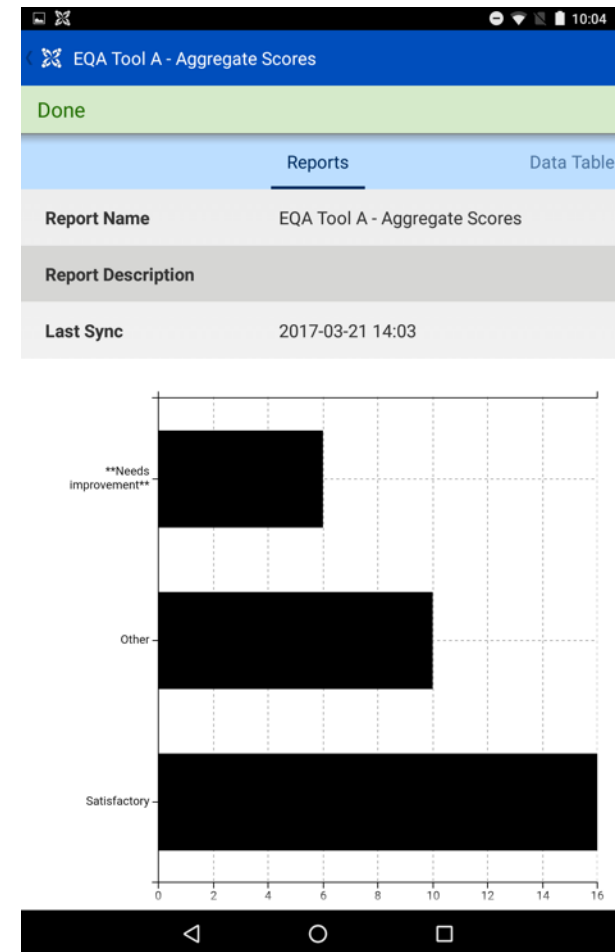 10:04
EQA Tool A - Aggregate Scores
Done
Reports Data Table
Report Name EQA Tool A - Aggregate Scores
Report Description
Last Sync 2017-03-21 14:03
**Needs
improvement**
Other
Satisfactory
0 2 4 6 8 10 12 14 16